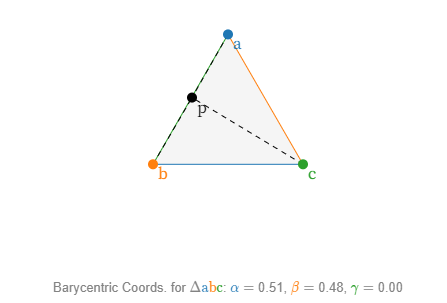 a
p
b
c
Barycentric Coords. for Δabc: α = 0.51, β = 0.48, γ = 0.00